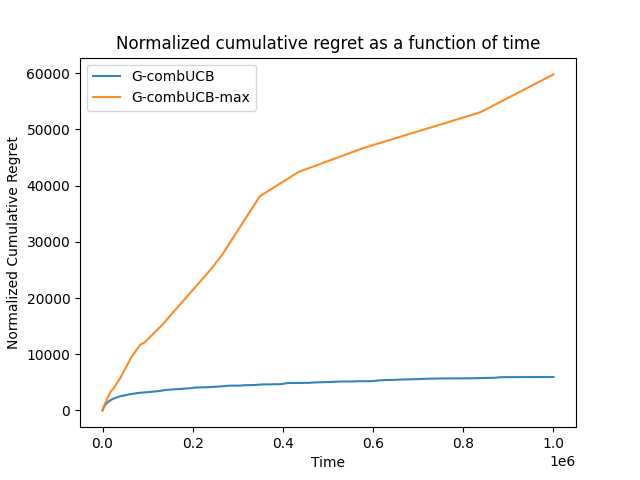 Normalized cumulative regret as a function of time
G-combUCB
G-combUCB-max
Normalized Cumulative Regret
60000
50000
40000
30000
20000
10000
0
0.0 0.2 0.4 0.6 0.8 1.0
1e6
Time